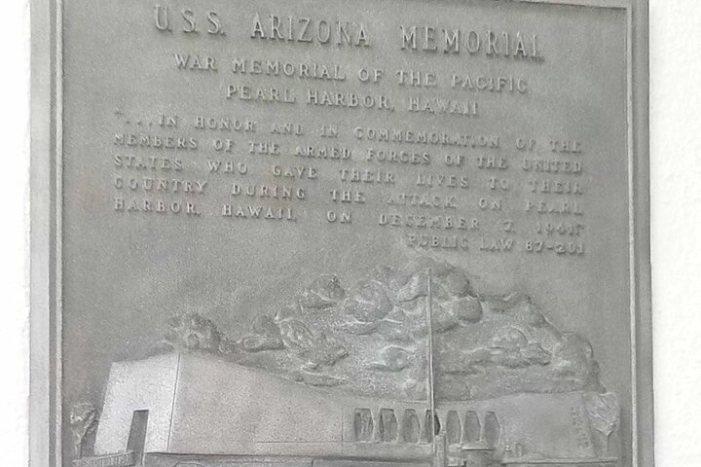 U.S.S. ARIZONA MEMORIAL
WAR MEMORIAL OF THE PACIFIC
PEARL HARBOR, HAWAII
"...IN HONOR AND IN COMMEMORATION OF THE
MEMBERS OF THE ARMED FORCES OF THE UNITED
STATES WHO GAVE THEIR LIVES TO THEIR
COUNTRY DURING THE ATTACK ON PEARL
HARBOR, HAWAII, ON DECEMBER 7, 1941."
PUBLIC LAW 87-201